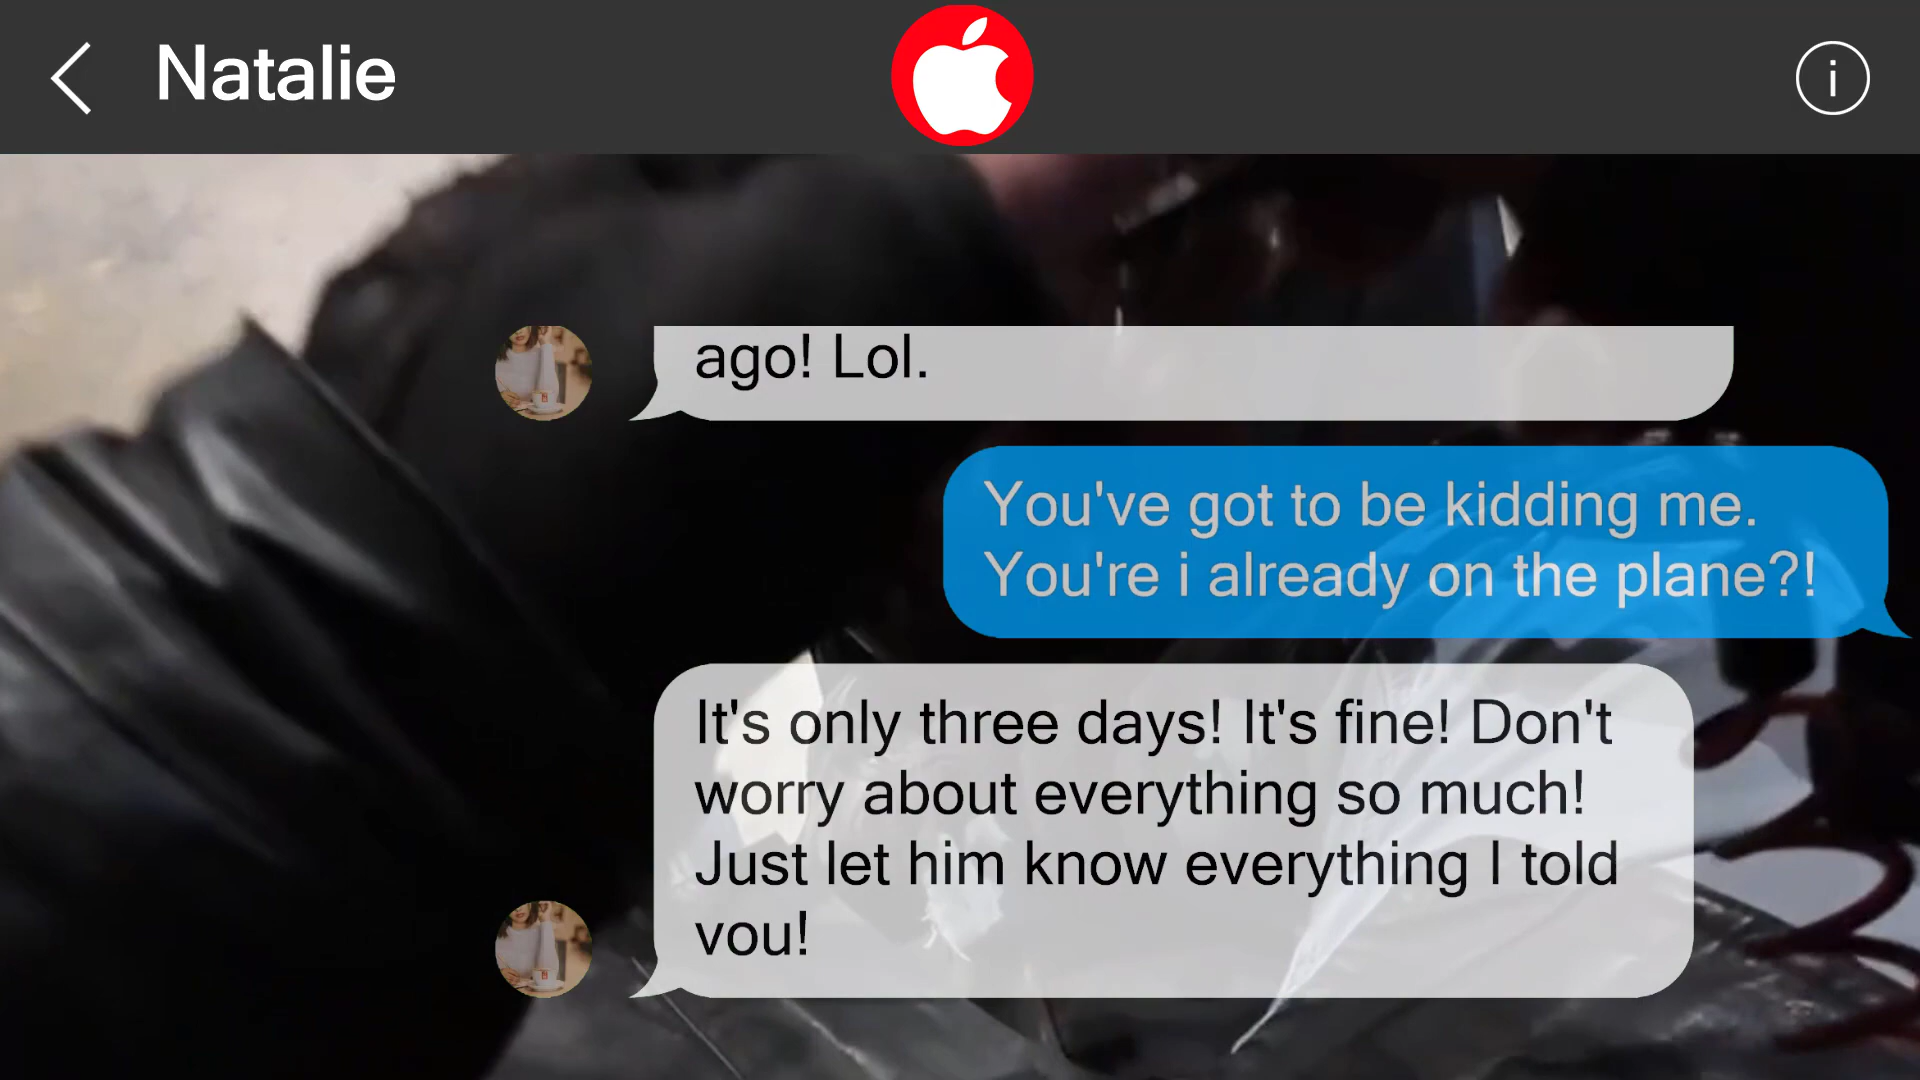 Natalie
i
ago! Lol.
You've got to be kidding me.
You're i already on the plane?!
It's only three days! It's fine! Don't
worry about everything so much!
Just let him know everything I told
you!